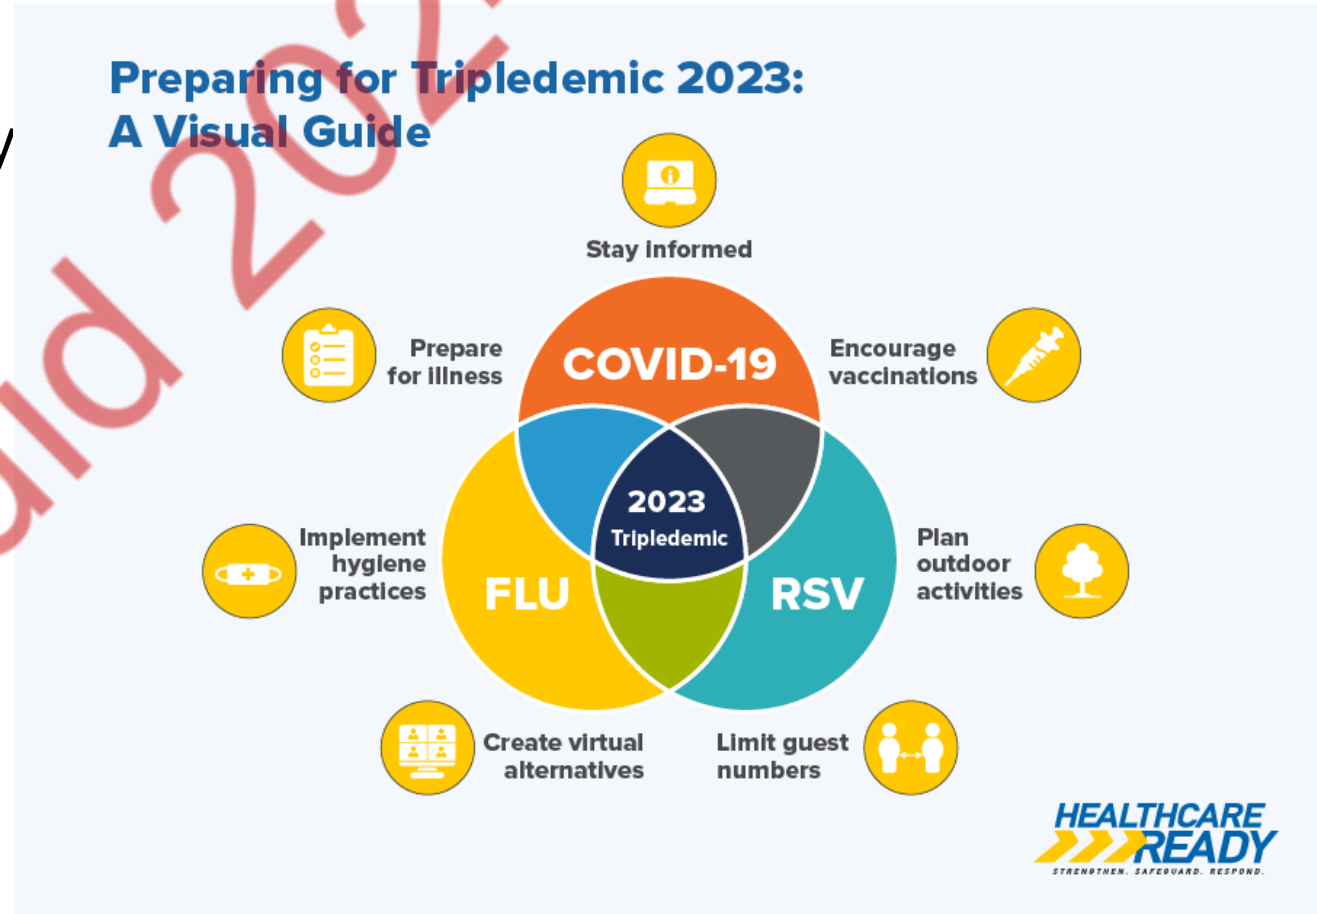 Preparing for Tripledemic 2023:
A Visual Guide
Stay informed
Prepare
for illness
COVID-19
Encourage
vaccinations
2023
Tripledemic
Implement
hygiene
practices
FLU
RSV
Plan
outdoor
activities
Create virtual
alternatives
Limit guest
numbers
HEALTHCARE
READY
STRENGTHEN. SAFEGUARD. RESPOND.